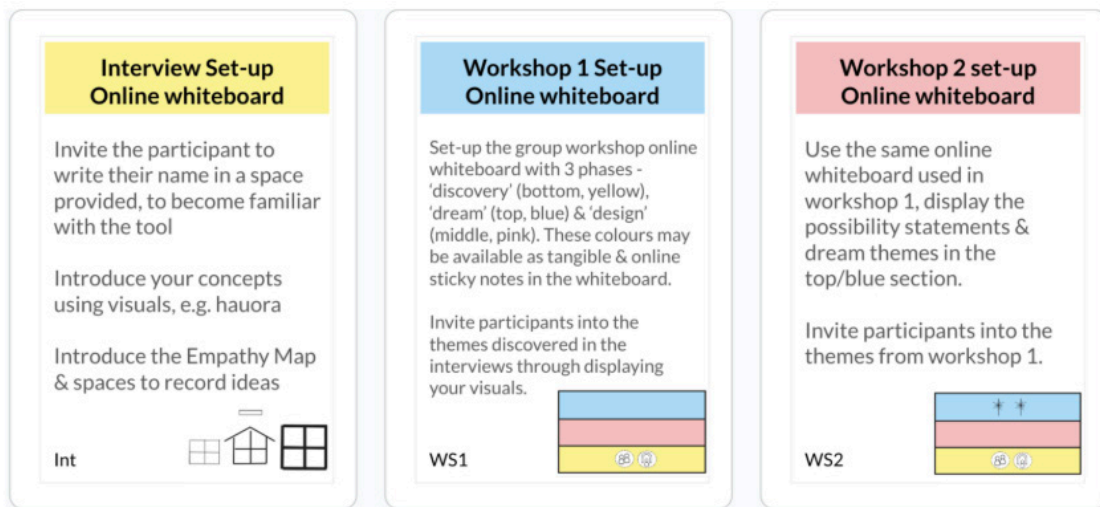 Interview Set-up
Online whiteboard
Invite the participant to
write their name in a space
provided, to become familiar
with the tool
Introduce your concepts
using visuals, e.g. hauora
Introduce the Empathy Map
& spaces to record ideas
Int
Workshop 1 Set-up
Online whiteboard
Set-up the group workshop online
whiteboard with 3 phases -
‘discovery’ (bottom, yellow),
‘dream’ (top, blue) & ‘design’
(middle, pink). These colours may
be available as tangible & online
sticky notes in the whiteboard.
Invite participants into the
themes discovered in the
interviews through displaying
your visuals.
WS1
Workshop 2 set-up
Online whiteboard
Use the same online
whiteboard used in
workshop 1, display the
possibility statements &
dream themes in the
top/blue section.
Invite participants into the
themes from workshop 1.
WS2